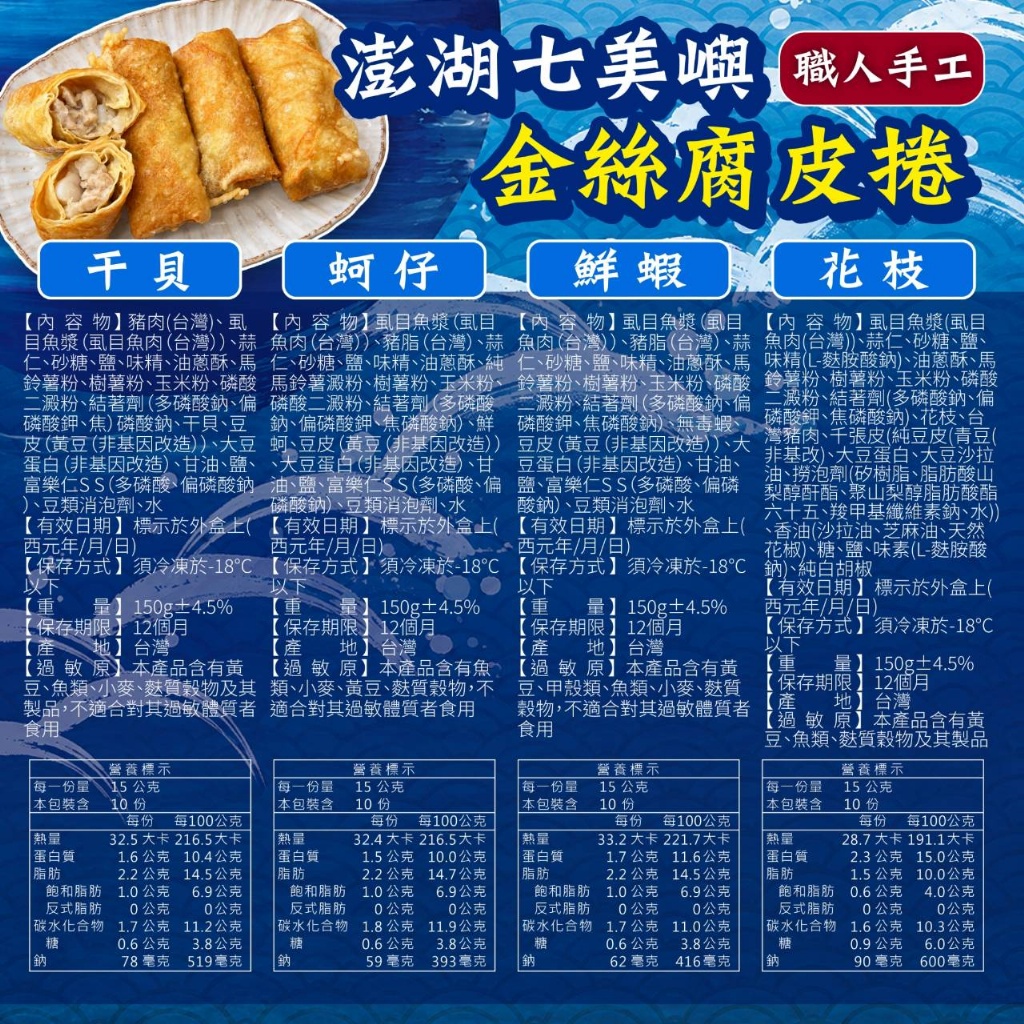 澎湖七美嶼
職人手工
金絲腐皮捲
干貝
【內容物】豬肉(台灣)、虱
目魚漿(虱目魚肉(台灣))、蒜
仁、砂糖、鹽、味精、油蔥酥、馬
鈴薯粉、樹薯粉、玉米粉、磷酸
二澱粉、結著劑(多磷酸鈉、偏
磷酸鉀、焦)磷酸鈉、干貝、豆
皮(黃豆(非基因改造))、大豆
蛋白(非基因改造)、甘油、鹽、
富樂仁SS(多磷酸、偏磷酸鈉
)、豆類消泡劑、水
【有效日期】標示於外盒上(
西元年/月/日)
【保存方式】須冷凍於-18°C
以下
【重量】150g±4.5%
【保存期限】12個月
【產地】台灣
【過敏原】本產品含有黃
豆、魚類、小麥、麩質穀物及其
製品,不適合對其過敏體質者
食用
蚵仔
【內容物】虱目魚漿(虱目
魚肉(台灣))、豬脂(台灣)、蒜
仁、砂糖、鹽、味精、油蔥酥、純
馬鈴薯澱粉、樹薯粉、玉米粉、
磷酸二澱粉、結著劑(多磷酸
鈉、偏磷酸鉀、焦磷酸鈉)、鮮
蚵、豆皮(黃豆(非基因改造))
、大豆蛋白(非基因改造)、甘
油、鹽、富樂仁SS(多磷酸、偏
磷酸鈉)、豆類消泡劑、水
【有效日期】標示於外盒上(
西元年/月/日)
【保存方式】須冷凍於-18°C
以下
【重量】150g±4.5%
【保存期限】12個月
【產地】台灣
【過敏原】本產品含有魚
類、小麥、黃豆、麩質穀物,不
適合對其過敏體質者食用
鮮蝦
【內容物】虱目魚漿(虱目
魚肉(台灣))、豬脂(台灣)、蒜
仁、砂糖、鹽、味精、油蔥酥、馬
鈴薯粉、樹薯粉、玉米粉、磷酸
二澱粉、結著劑(多磷酸鈉、偏
磷酸鉀、焦磷酸鈉)、無毒蝦、
豆皮(黃豆(非基因改造))、大
豆蛋白(非基因改造)、甘油、
鹽、富樂仁SS(多磷酸、偏磷
酸鈉)、豆類消泡劑、水
【有效日期】標示於外盒上(
西元年/月/日)
【保存方式】須冷凍於-18°C
以下
【重量】150g±4.5%
【保存期限】12個月
【產地】台灣
【過敏原】本產品含有黃
豆、甲殼類、魚類、小麥、麩質
穀物,不適合對其過敏體質者
食用
花枝
【內容物】虱目魚漿(虱目
魚肉(台灣))、蒜仁、砂糖、鹽、
味精(L-麩胺酸鈉)、油蔥酥、馬
鈴薯粉、樹薯粉、玉米粉、磷酸
二澱粉、結著劑(多磷酸鈉、偏
磷酸鉀、焦磷酸鈉)、花枝、台
灣豬肉、千張皮(純豆皮(青豆(
非基改)、大豆蛋白、大豆沙拉
油、撈泡劑(矽樹脂、脂肪酸山
梨醇酐酯、聚山梨醇脂肪酸酯
六十五、羧甲基纖維素鈉、水))
、香油(沙拉油、芝麻油、天然
花椒)、糖、鹽、味素(L-麩胺酸
鈉)、純白胡椒
【有效日期】標示於外盒上(
西元年/月/日)
【保存方式】須冷凍於-18°C
以下
【重量】150g±4.5%
【保存期限】12個月
【產地】台灣
【過敏原】本產品含有黃
豆、魚類、麩質穀物及其製品
營養標示
每一份量 15 公克
本包裝含 10 份
每份 每100公克
熱量 32.5 大卡 216.5 大卡
蛋白質 1.6 公克 10.4 公克
脂肪 2.2 公克 14.5 公克
飽和脂肪 1.0 公克 6.9 公克
反式脂肪 0 公克 0 公克
碳水化合物 1.7 公克 11.2 公克
糖 0.6 公克 3.8 公克
鈉 78 毫克 519 毫克
營養標示
每一份量 15 公克
本包裝含 10 份
每份 每100公克
熱量 32.4 大卡 216.5 大卡
蛋白質 1.5 公克 10.0 公克
脂肪 2.2 公克 14.7 公克
飽和脂肪 1.0 公克 6.9 公克
反式脂肪 0 公克 0 公克
碳水化合物 1.8 公克 11.9 公克
糖 0.6 公克 3.8 公克
鈉 59 毫克 393 毫克
營養標示
每一份量 15 公克
本包裝含 10 份
每份 每100公克
熱量 33.2 大卡 221.7 大卡
蛋白質 1.7 公克 11.6 公克
脂肪 2.2 公克 14.5 公克
飽和脂肪 1.0 公克 6.9 公克
反式脂肪 0 公克 0 公克
碳水化合物 1.7 公克 11.0 公克
糖 0.6 公克 3.8 公克
鈉 62 毫克 416 毫克
營養標示
每一份量 15 公克
本包裝含 10 份
每份 每100公克
熱量 28.7 大卡 191.1 大卡
蛋白質 2.3 公克 15.0 公克
脂肪 1.5 公克 10.0 公克
飽和脂肪 0.6 公克 4.0 公克
反式脂肪 0 公克 0 公克
碳水化合物 1.6 公克 10.3 公克
糖 0.9 公克 6.0 公克
鈉 90 毫克 600 毫克